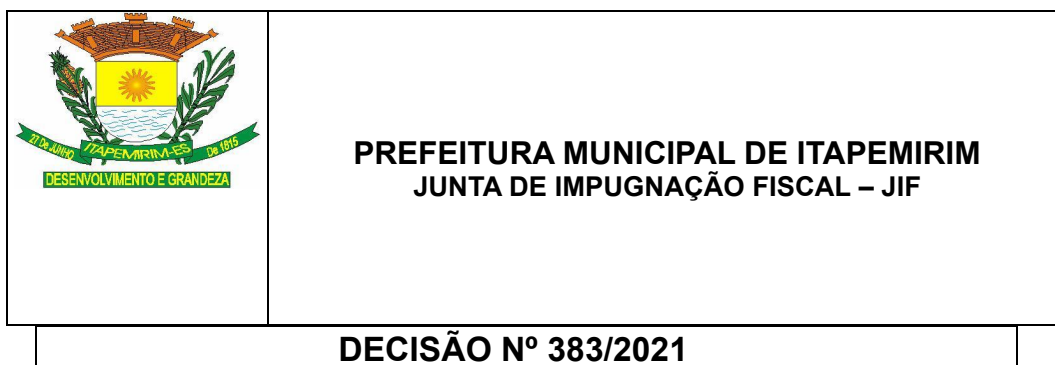 27 De JUNHO ITAPEMIRIM-ES De 1815
DESENVOLVIMENTO E GRANDEZA
PREFEITURA MUNICIPAL DE ITAPEMIRIM
JUNTA DE IMPUGNAÇÃO FISCAL – JIF
DECISÃO Nº 383/2021